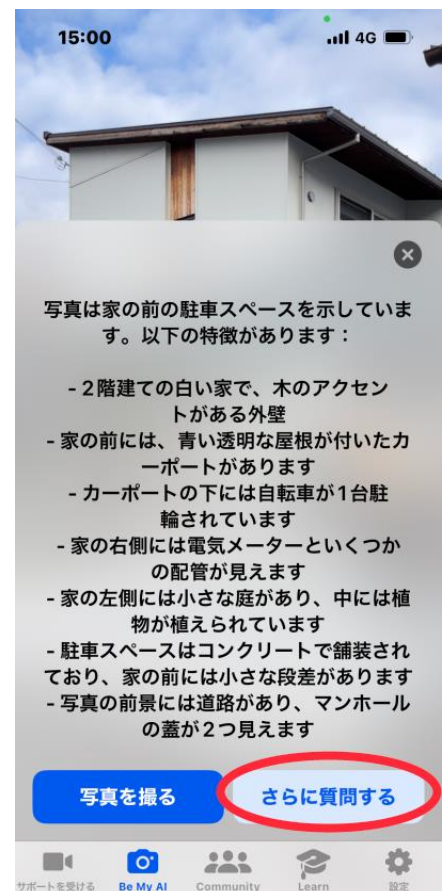 15:00
4G
写真は家の前の駐車スペースを示していま
す。以下の特徴があります：
- 2階建ての白い家で、木のアクセン
トがある外壁
- 家の前には、青い透明な屋根が付いたカ
ーポートがあります
- カーポートの下には自転車が1台駐
輪されています
- 家の右側には電気メーターといくつか
の配管が見えます
- 家の左側には小さな庭があり、中には植
物が植えられています
- 駐車スペースはコンクリートで舗装され
ており、家の前には小さな段差があります
- 写真の前景には道路があり、マンホール
の蓋が2つ見えます
写真を撮る
さらに質問する
サポートを受ける
Be My AI
Community
Learn
設定